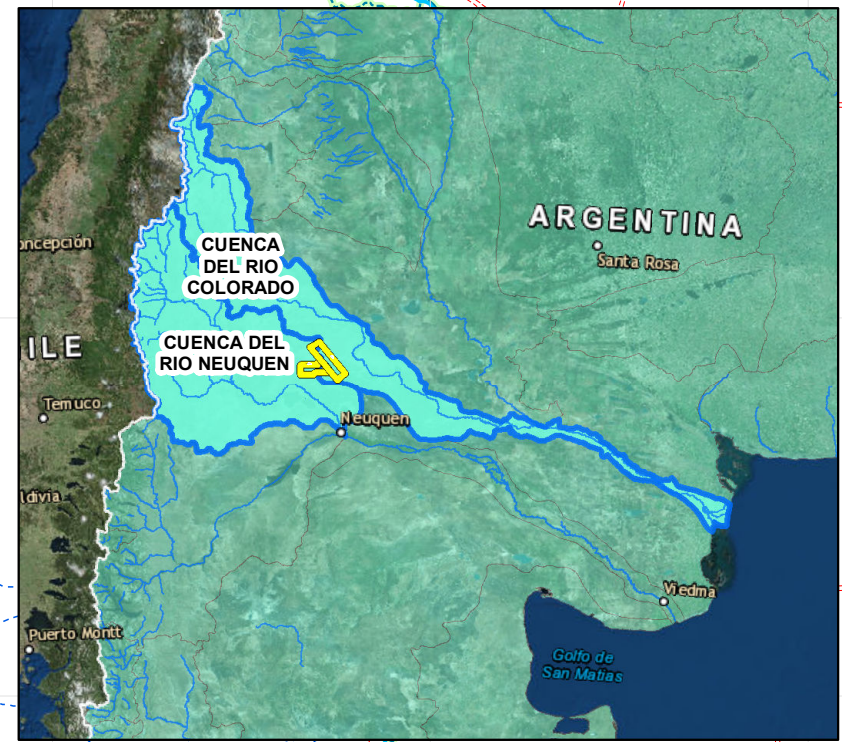 ARGENTINA
Santa Rosa
oncepción
CUENCA
DEL RIO
COLORADO
ILE
CUENCA DEL
RIO NEUQUEN
Temuco
Neuquen
ldivia
Viedma
Puerto Montt
Golfo de
San Matias